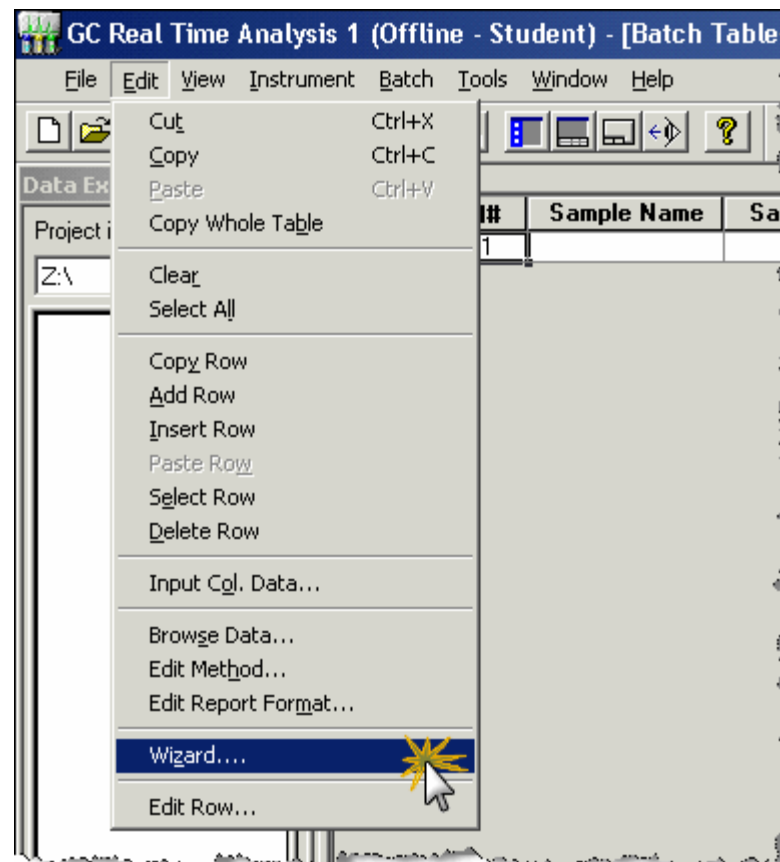 GC Real Time Analysis 1 (Offline - Student) - [Batch Table
File Edit View Instrument Batch Tools Window Help
Cut Ctrl+X
Copy Ctrl+C
Paste Ctrl+V
Copy Whole Table
Clear
Select All
Copy Row
Add Row
Insert Row
Paste Row
Select Row
Delete Row
Input Col. Data...
Browse Data...
Edit Method...
Edit Report Format...
Wizard....
Edit Row...
Data Ex
Project i
Z:\
l# Sample Name Sa
1